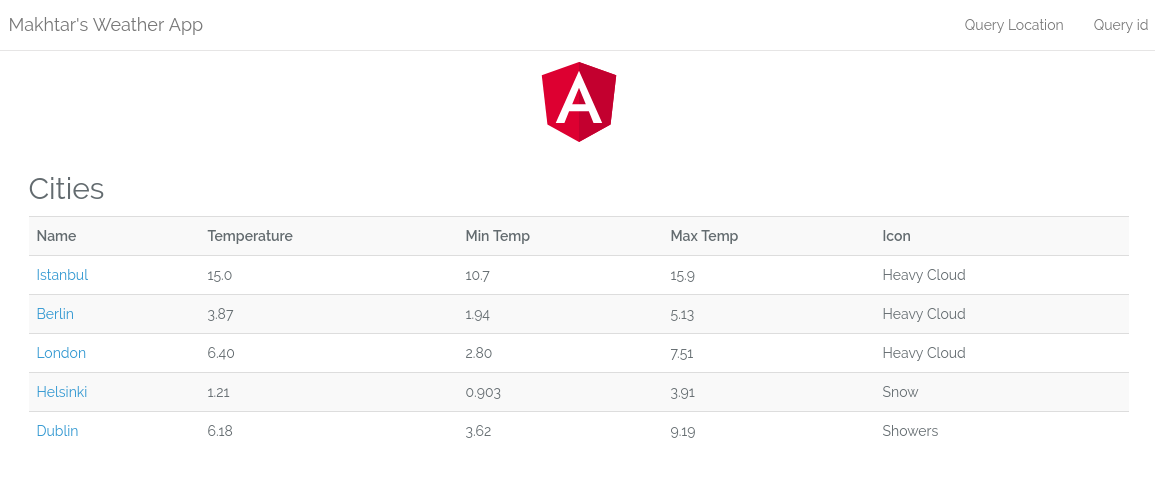 Makhtar's Weather App Query Location Query id
A
Cities
Name Temperature Min Temp Max Temp Icon
Istanbul 15.0 10.7 15.9 Heavy Cloud
Berlin 3.87 1.94 5.13 Heavy Cloud
London 6.40 2.80 7.51 Heavy Cloud
Helsinki 1.21 0.903 3.91 Snow
Dublin 6.18 3.62 9.19 Showers